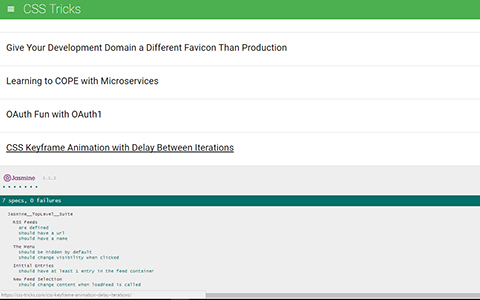 CSS Tricks
Give Your Development Domain a Different Favicon Than Production
Learning to COPE with Microservices
OAuth Fun with OAuth1
CSS Keyframe Animation with Delay Between Iterations
Jasmine 2.1.2
7 specs, 0 failures
Jasmine__TopLevel__Suite
RSS Feeds
are defined
should have a url
should have a name
The Menu
should be hidden by default
should change visibility when clicked
Initial Entries
should have at least 1 entry in the feed container
New Feed Selection
should change content when loadFeed is called
https://css-tricks.com/css-keyframe-animation-delay-iterations/